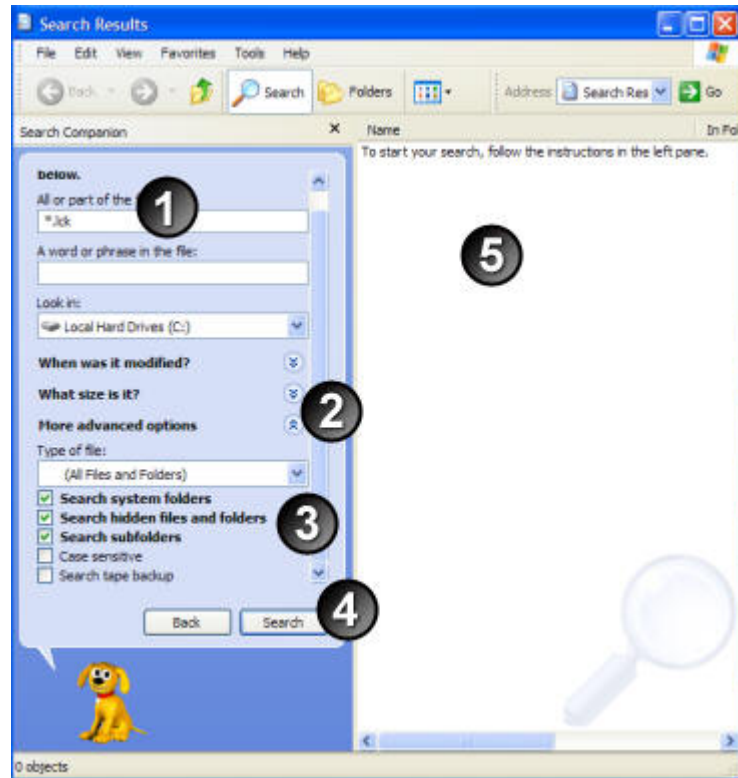 Search Results
File Edit View Favorites Tools Help
Back Search Folders Address Search Res Go
Search Companion
Name In Fol
below.
To start your search, follow the instructions in the left pane.
All or part of the
1
*.lck
5
A word or phrase in the file:
Look in:
Local Hard Drives (C:)
When was it modified?
What size is it?
2
More advanced options
Type of file:
(All Files and Folders)
Search system folders
Search hidden files and folders
3
Search subfolders
Case sensitive
Search tape backup
4
Back Search
0 objects